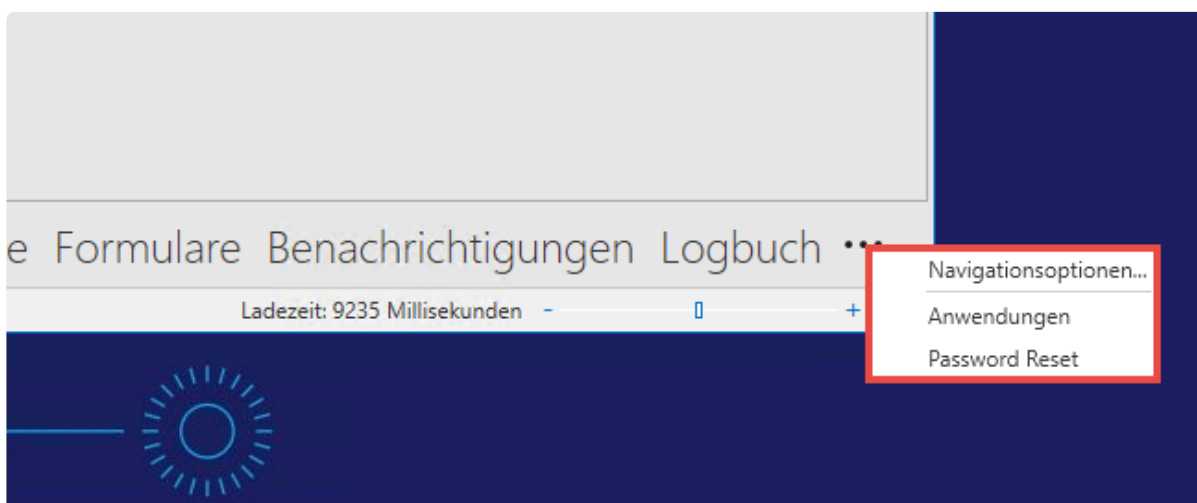 e Formulare Benachrichtigungen Logbuch •••
Navigationsoptionen...
Ladezeit: 9235 Millisekunden - +
Anwendungen
Password Reset